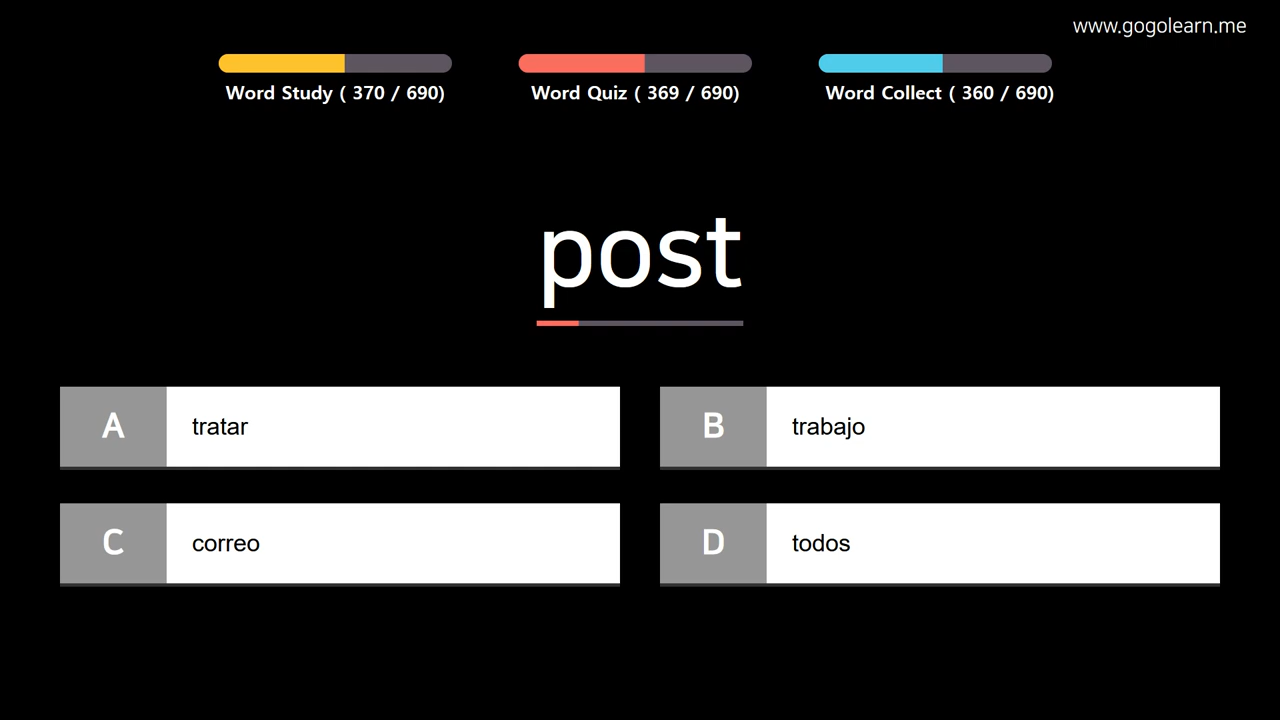 www.gogolearn.me
Word Study ( 370 / 690)
Word Quiz ( 369 / 690)
Word Collect ( 360 / 690)
post
A tratar
B trabajo
C correo
D todos